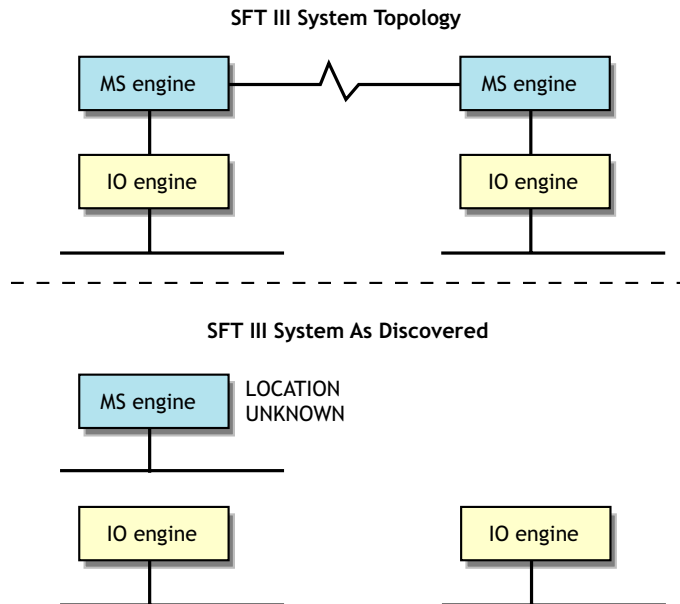 SFT III System Topology
MS engine
MS engine
IO engine
IO engine
SFT III System As Discovered
MS engine
LOCATION
UNKNOWN
IO engine
IO engine